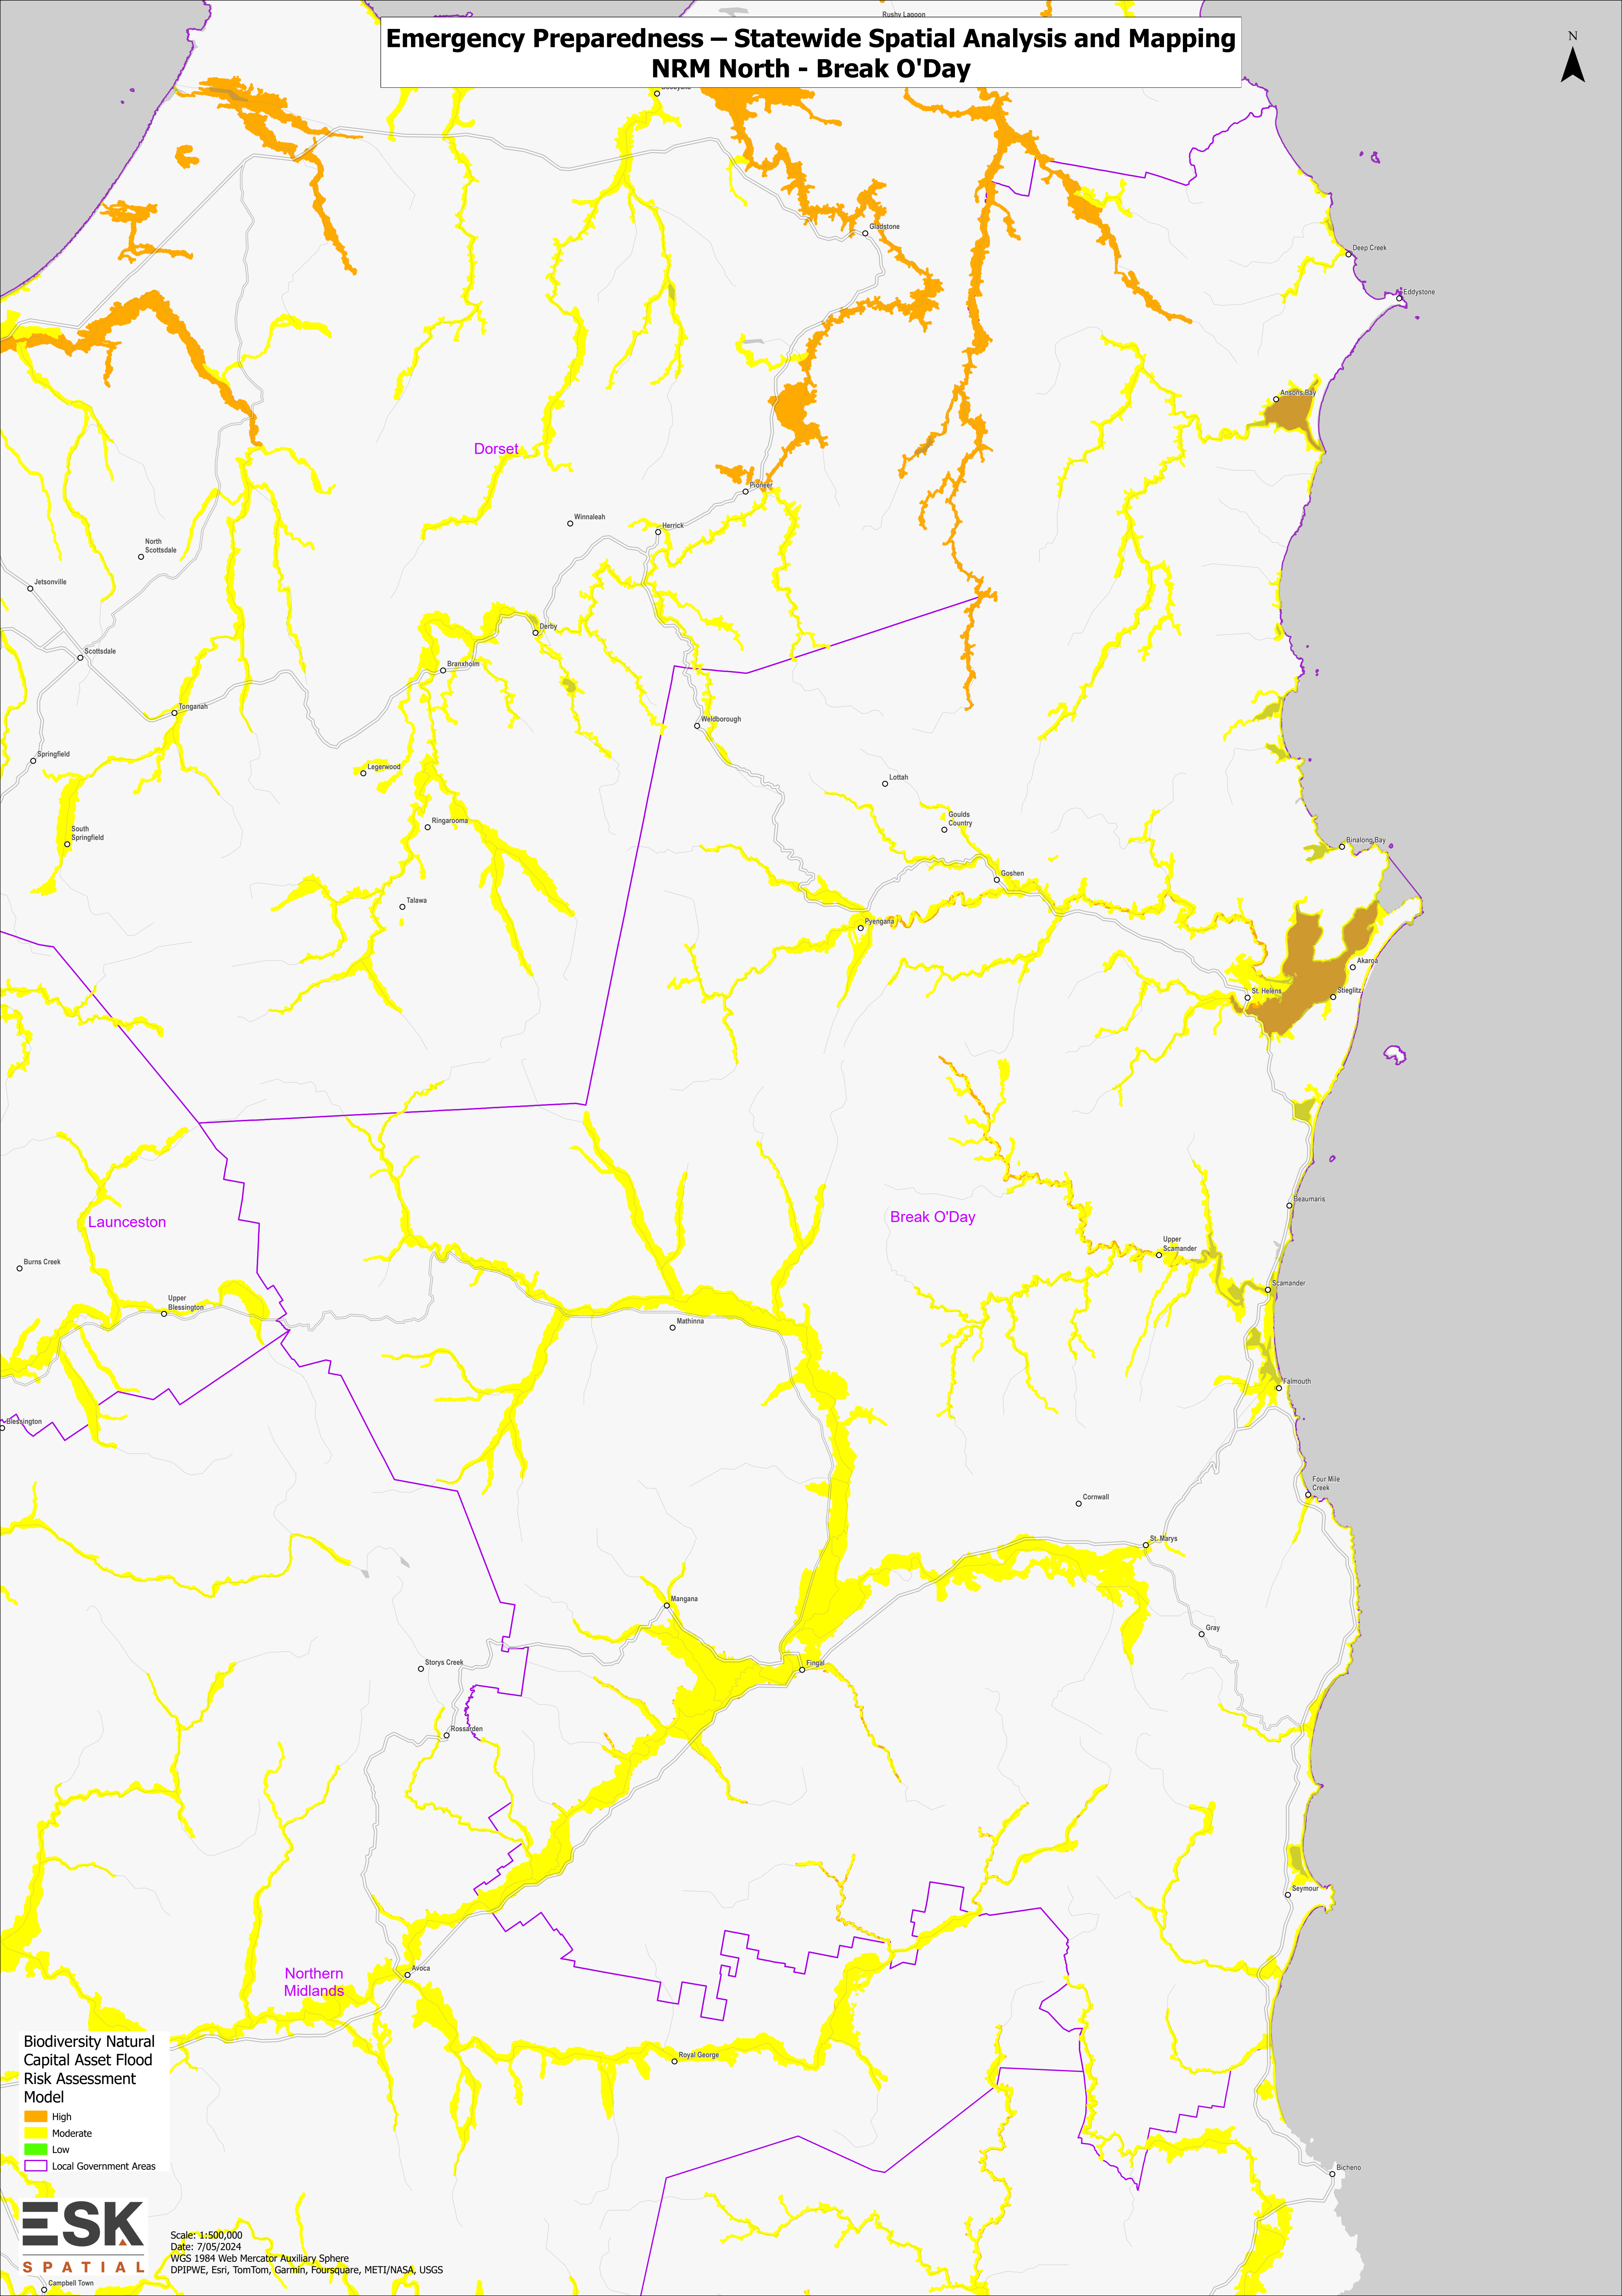 Rushy Lagoon
Emergency Preparedness – Statewide Spatial Analysis and Mapping
NRM North - Break O'Day
N
Gladstone
Deep Creek
Eddystone
Ansons Bay
Dorset
Pioneer
Winnaleah
Herrick
North
Scottsdale
Jetsonville
Derby
Scottsdale
Branxholm
Tonganah
Weldborough
Springfield
Legerwood
Lottah
Goulds
Country
Ringarooma
South
Springfield
Binalong Bay
Goshen
Talawa
Pyengana
Akaroa
St. Helens
Stieglitz
Beaumaris
Launceston
Break O'Day
Upper
Scamander
Burns Creek
Scamander
Upper
Blessington
Mathinna
Falmouth
Blessington
Four Mile
Creek
Cornwall
St. Marys
Mangana
Gray
Storys Creek
Fingal
Rossarden
Seymour
Avoca
Northern
Midlands
Royal George
Bicheno
Biodiversity Natural
Capital Asset Flood
Risk Assessment
Model
High
Moderate
Low
Local Government Areas
ESK
SPATIAL
Scale: 1:500,000
Date: 7/05/2024
WGS 1984 Web Mercator Auxiliary Sphere
DPIPWE, Esri, TomTom, Garmin, Foursquare, METI/NASA, USGS
Campbell Town